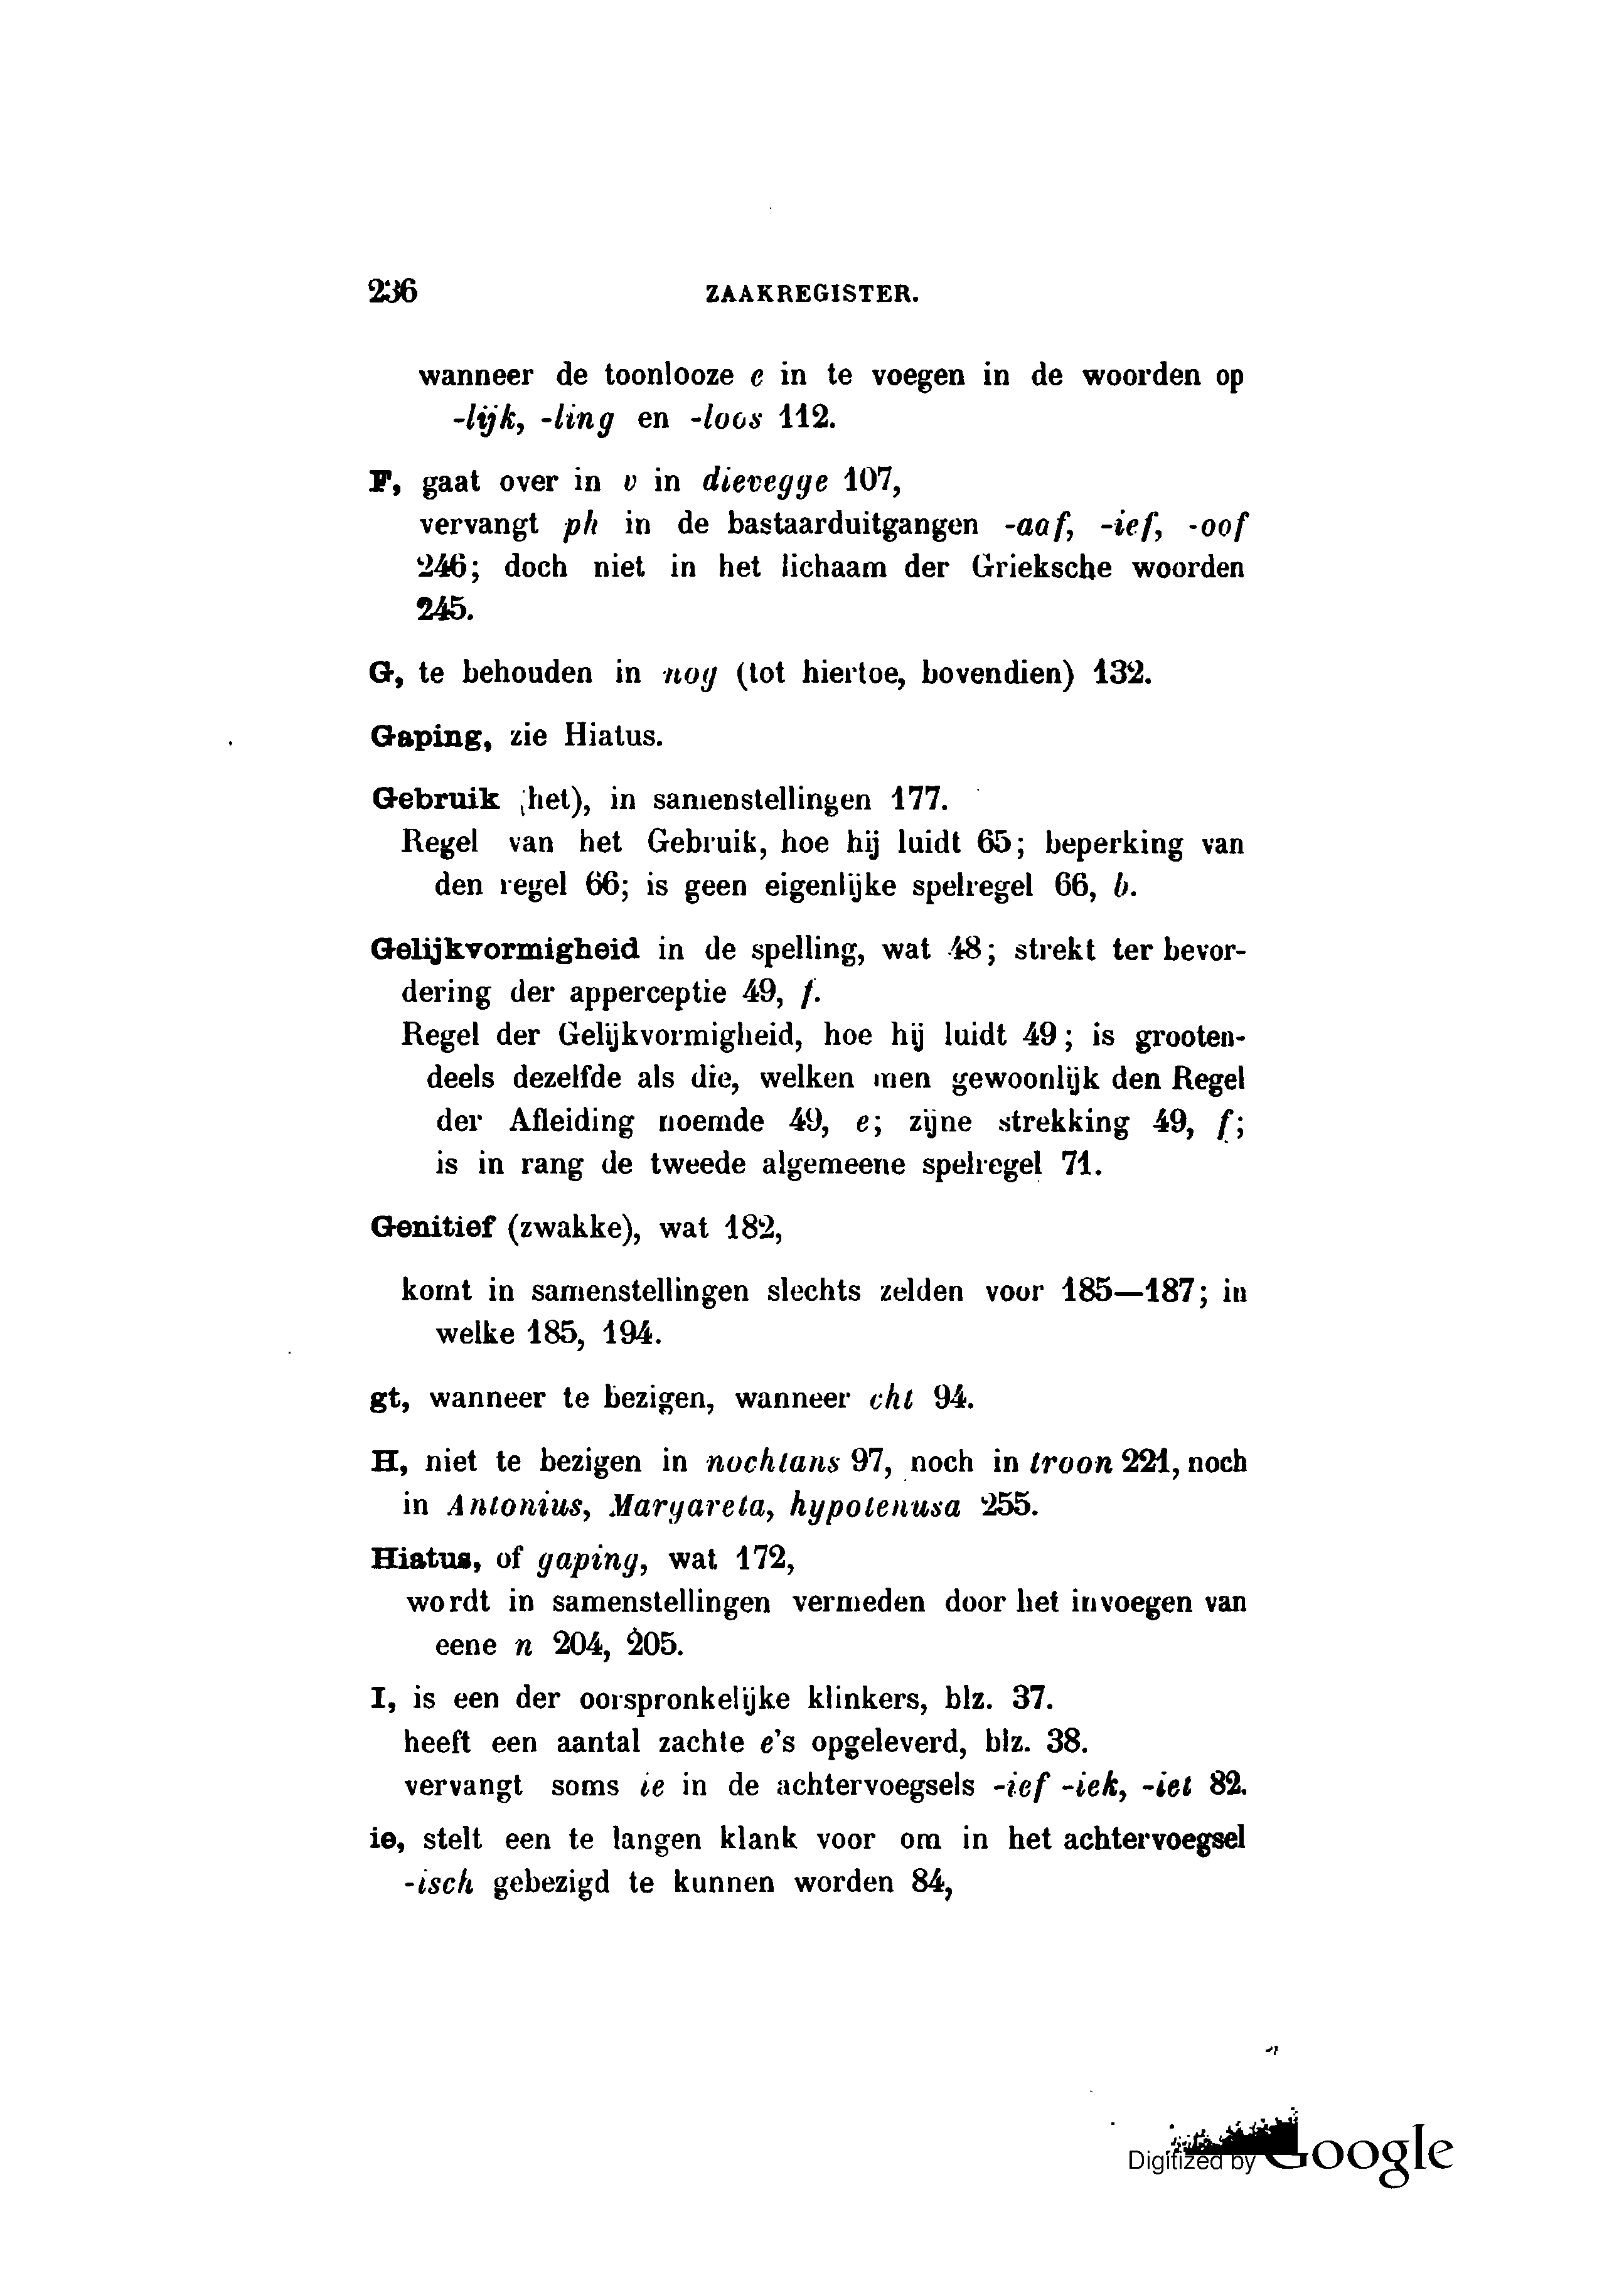 236 ZAAKREGISTER.
wanneer de toonlooze e in te voegen in de woorden op
-lijk, -ling en -loos 112.
F, gaat over in v in dievegge 107,
vervangt ph in de bastaarduitgangen -aaf, -ief, -oof
246; doch niet in het lichaam der Grieksche woorden
245.
G, te behouden in nog (tot hiertoe, bovendien) 132.
Gaping, zie Hiatus.
Gebruik (het), in samenstellingen 177.
Regel van het Gebruik, hoe hij luidt 65; beperking van
den regel 66; is geen eigenlijke spelregel 66, b.
Gelijkvormigheid in de spelling, wat 48; strekt ter bevor-
dering der apperceptie 49, f.
Regel der Gelijkvormigheid, hoe hij luidt 49; is grooten-
deels dezelfde als die, welken men gewoonlijk den Regel
der Afleiding noemde 49, e; zijne strekking 49, f;
is in rang de tweede algemeene spelregel 71.
Genitief (zwakke), wat 182,
komt in samenstellingen slechts zelden voor 185—187; in
welke 185, 194.
gt, wanneer te bezigen, wanneer cht 94.
H, niet te bezigen in nochtans 97, noch in troon 221, noch
in Antonius, Margareta, hypotenusa 255.
Hiatus, of gaping, wat 172,
wordt in samenstellingen vermeden door het invoegen van
eene n 204, 205.
I, is een der oorspronkelijke klinkers, blz. 37.
heeft een aantal zachte e's opgeleverd, blz. 38.
vervangt soms ie in de achtervoegsels -ief -iek, -iet 82.
ie, stelt een te langen klank voor om in het achtervoegsel
-isch gebezigd te kunnen worden 84,
Digitized by Google